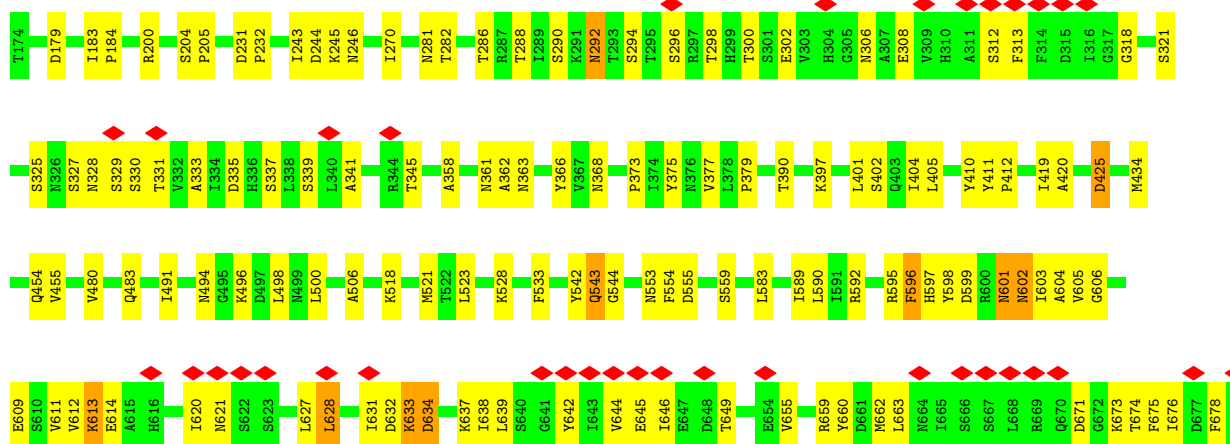 T174 D179 I183 P184 R200 S204 P205 D231 P232 I243 D244 K245 N246 I270 N281 T282 T286 R287 T288 I289 S290 K291 N292 T293 S294 T295 S296 R297 T298 H299 T300 S301 E302 V303 H304 G305 N306 A307 E308 V309 H310 A311 S312 F313 F314 D315 I316 G317 G318 S321
S325 N326 S327 N328 S329 S330 T331 V332 A333 I334 D335 H336 S337 L338 S339 L340 A341 R344 T345 A358 N361 A362 N363 Y366 V367 N368 P373 I374 Y375 N376 V377 L378 P379 T390 K397 L401 S402 Q403 I404 L405 Y410 Y411 P412 I419 A420 D425 M434
Q454 V455 V480 Q483 I491 N494 G495 K496 D497 L498 N499 L500 A506 K518 M521 T522 L523 K528 F533 Y542 Q543 G544 N553 F554 D555 S559 L583 I589 L590 I591 R592 R595 F596 H597 Y598 D599 R600 N601 N602 I603 A604 V605 G606
E609 S610 V611 V612 K613 E614 A615 H616 I620 N621 S622 S623 L627 L628 I631 D632 K633 D634 K637 I638 L639 S640 G641 Y642 I643 V644 E645 I646 E647 D648 T649 E654 V655 R659 Y660 D661 M662 L663 N664 I665 S666 S667 L668 R669 Q670 D671 G672 K673 T674 F675 I676 D677 F678